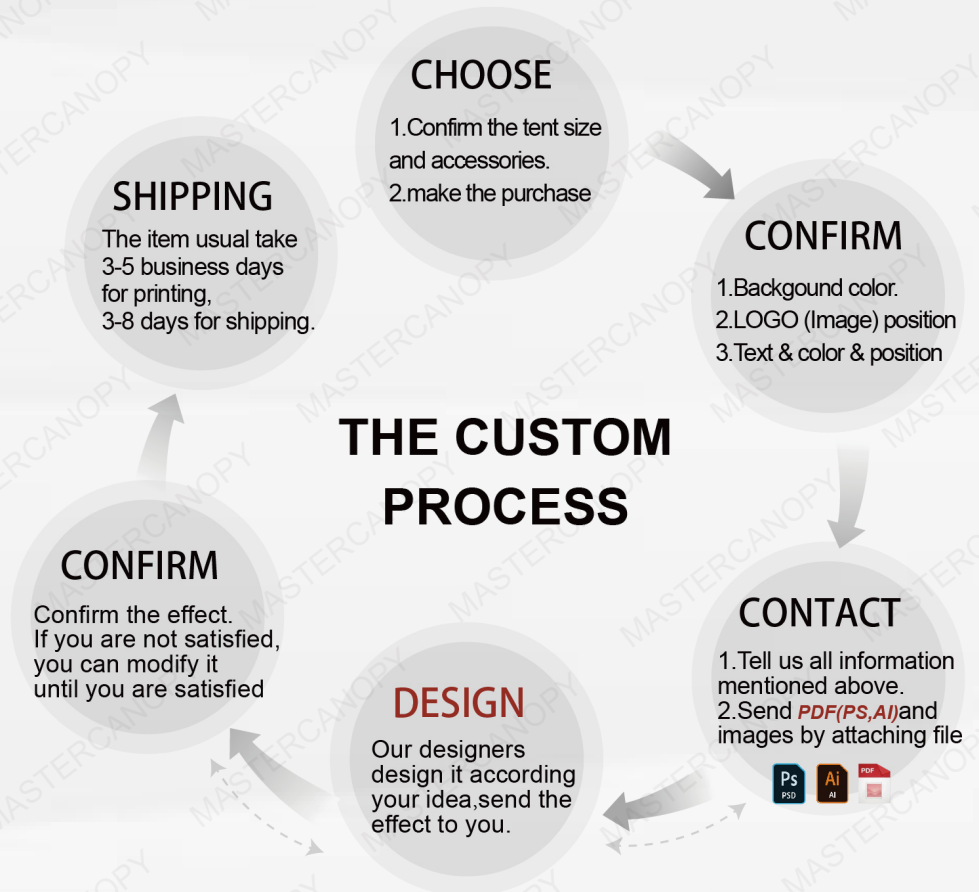 THE CUSTOM
PROCESS
CHOOSE
1.Confirm the tent size
and accessories.
2.make the purchase
CONFIRM
1.Backgound color.
2.LOGO (Image) position
3.Text & color & position
CONTACT
1.Tell us all information
mentioned above.
2.Send PDF(PS,AI)and
images by attaching file
Ps
PSD
Ai
AI
PDF
DESIGN
Our designers
design it according
your idea,send the
effect to you.
CONFIRM
Confirm the effect.
If you are not satisfied,
you can modify it
until you are satisfied
SHIPPING
The item usual take
3-5 business days
for printing,
3-8 days for shipping.
MASTERCANOPY